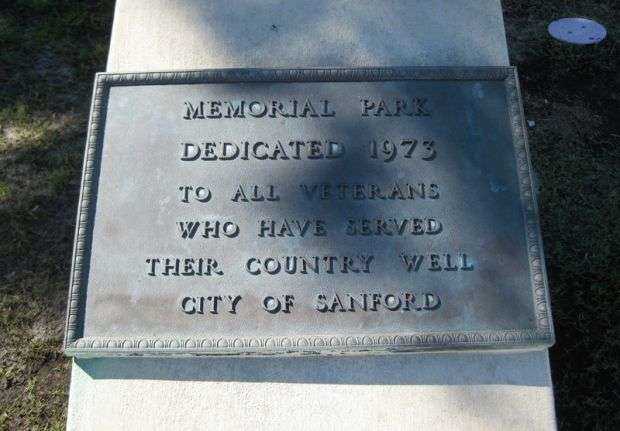 MEMORIAL PARK
DEDICATED 1973
TO ALL VETERANS
WHO HAVE SERVED
THEIR COUNTRY WELL
CITY OF SANFORD